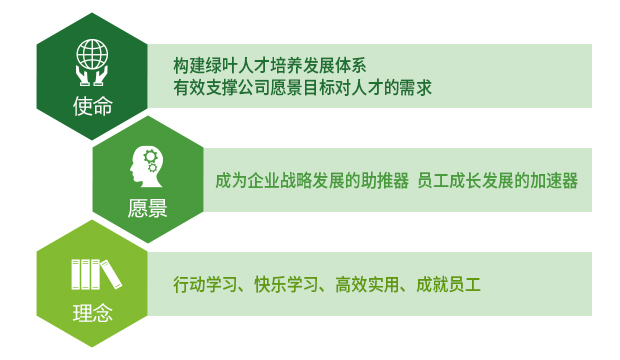 使命
构建绿叶人才培养发展体系
有效支撑公司愿景目标对人才的需求
愿景
成为企业战略发展的助推器 员工成长发展的加速器
理念
行动学习、快乐学习、高效实用、成就员工